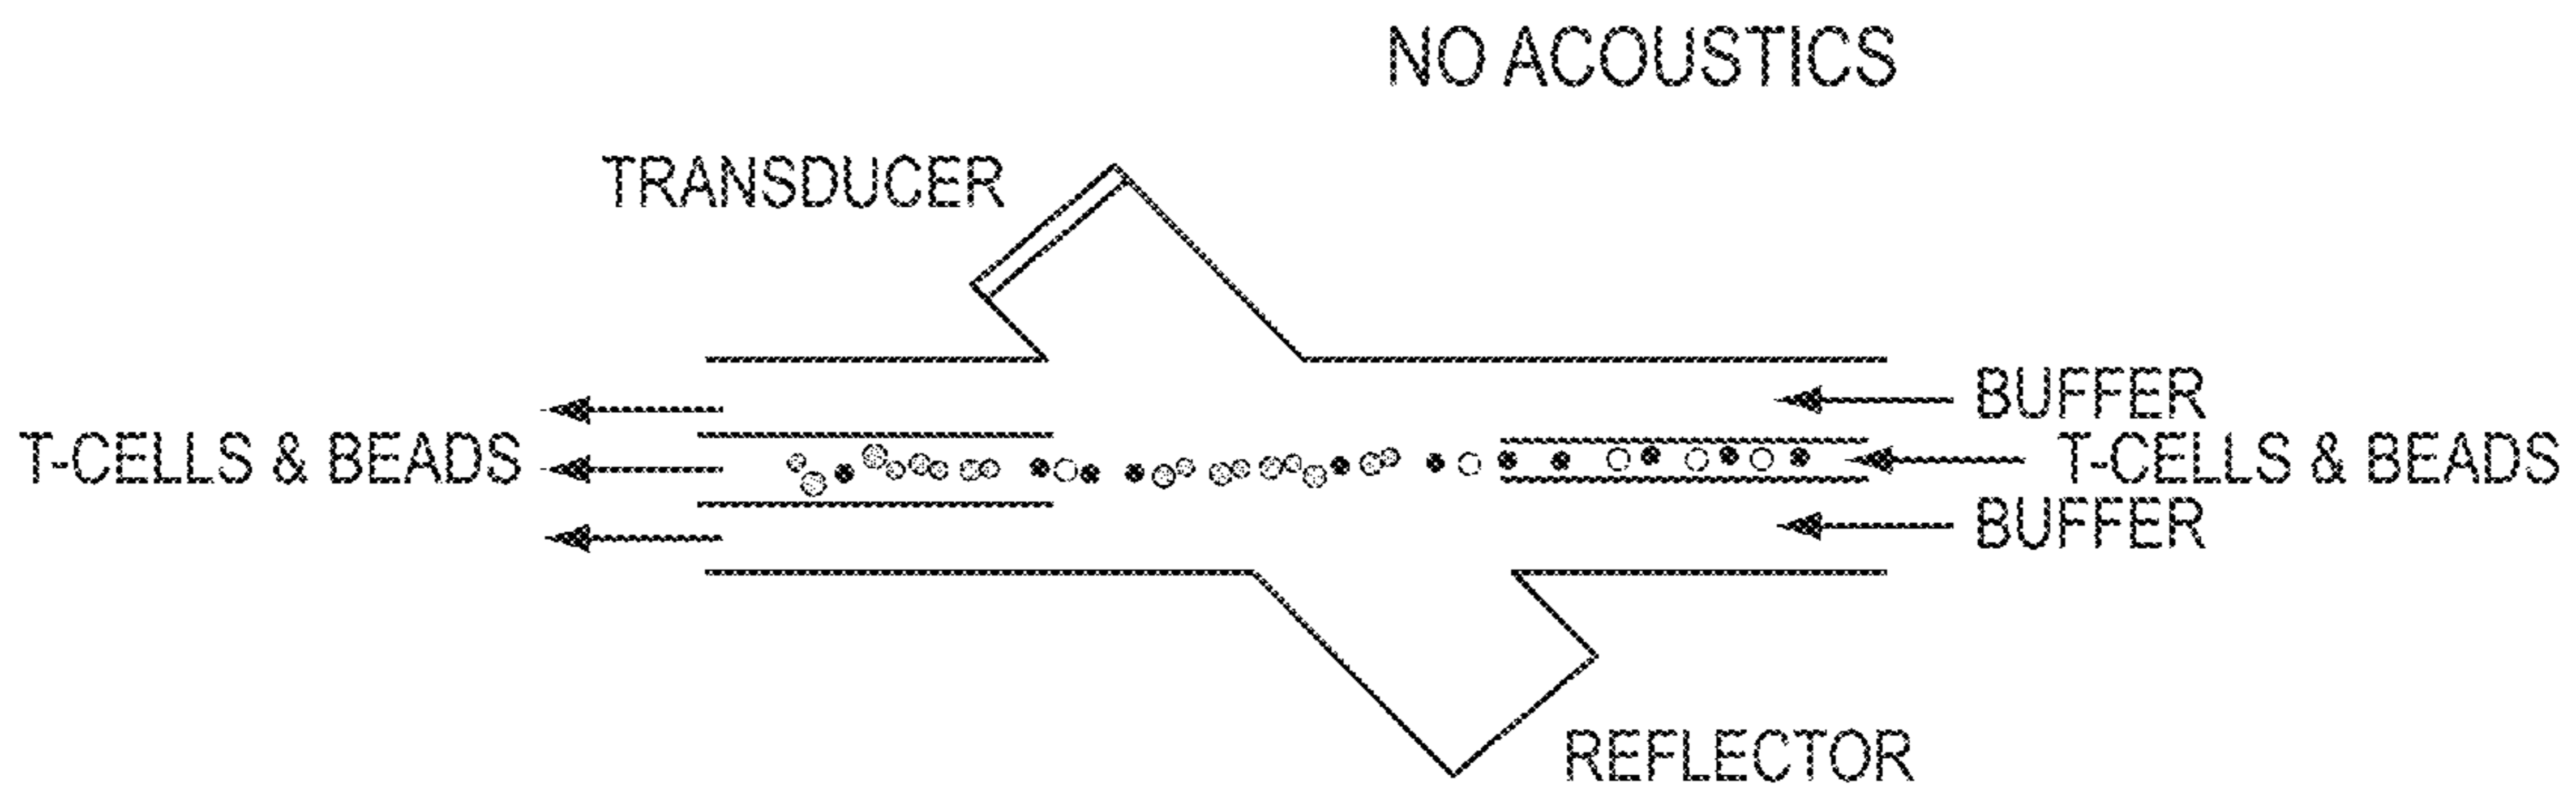 NO ACOUSTICS
TRANSDUCER
BUFFER
T-CELLS & BEADS
T-CELLS & BEADS
BUFFER
REFLECTOR